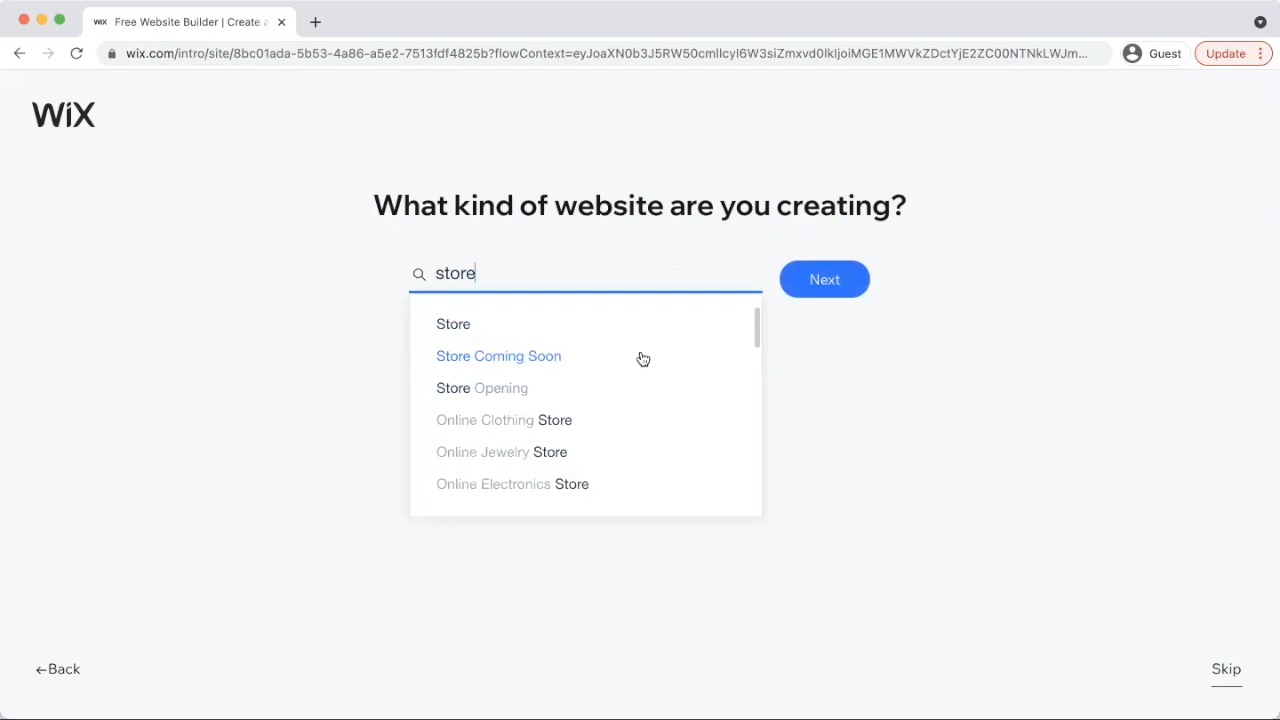 WiX Free Website Builder | Create a
wix.com/intro/site/8bc01ada-5b53-4a86-a5e2-7513fdf4825b?flowContext=eyJoaXN0b3J5RW50cmllcyI6W3siZmxvd0lkIjoiMGE1MWVkZDctYjE2ZC00NTNkLWJm...
Guest
Update
WiX
What kind of website are you creating?
store
Next
Store
Store Coming Soon
Store Opening
Online Clothing Store
Online Jewelry Store
Online Electronics Store
←Back
Skip